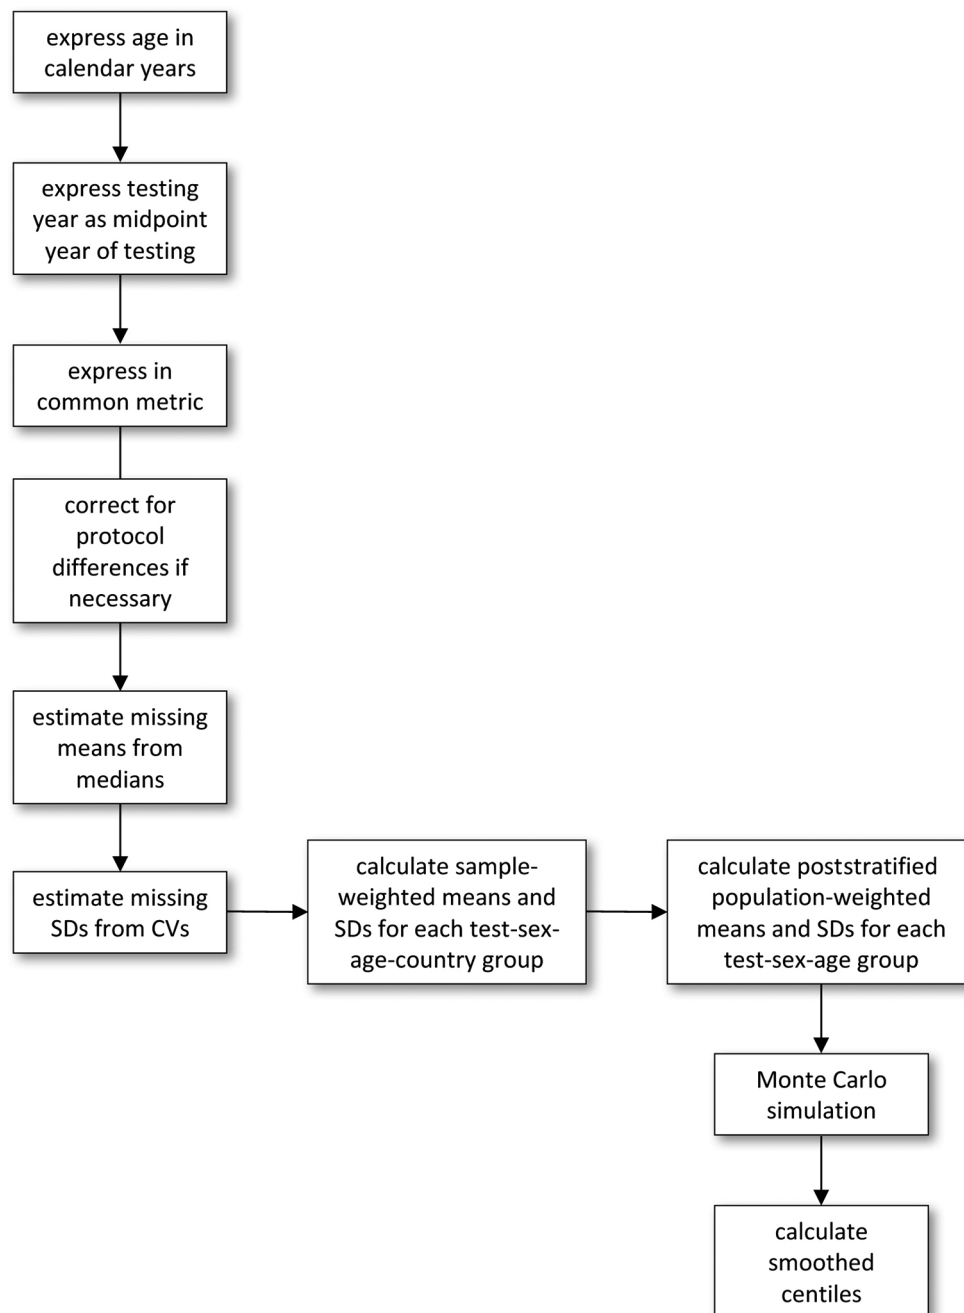 express age in
calendar years
express testing
year as midpoint
year of testing
express in
common metric
correct for
protocol
differences if
necessary
estimate missing
means from
medians
estimate missing
SDs from CVs
calculate sample-
weighted means and
SDs for each test-sex-
age-country group
calculate poststratified
population-weighted
means and SDs for each
test-sex-age group
Monte Carlo
simulation
calculate
smoothed
centiles